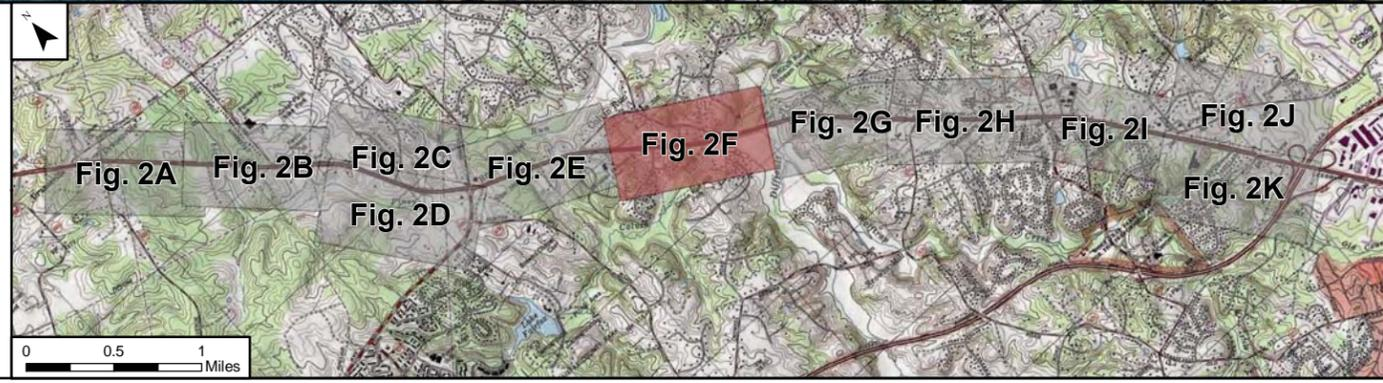 N
Fig. 2A
Fig. 2B
Fig. 2C
Fig. 2D
Fig. 2E
Fig. 2F
Fig. 2G
Fig. 2H
Fig. 2I
Fig. 2J
Fig. 2K
0 0.5 1
Miles